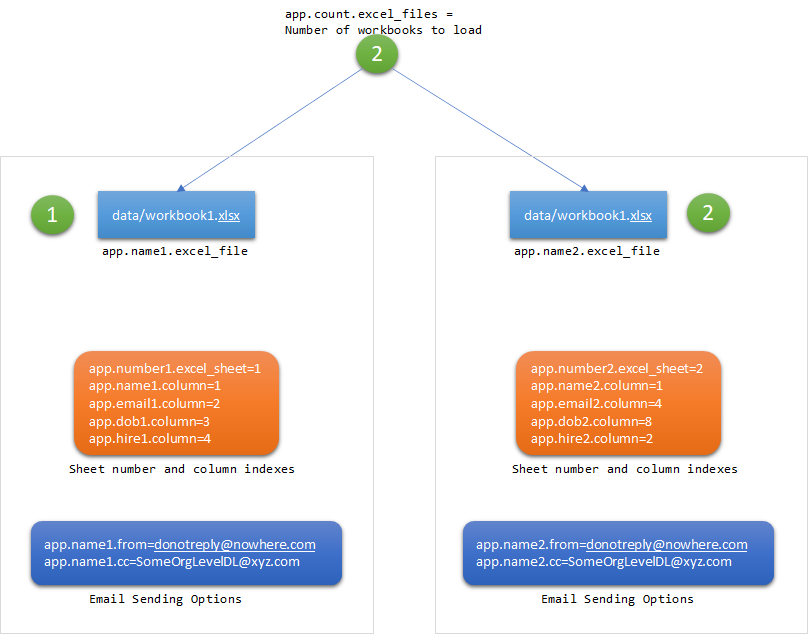 app.count.excel_files =
Number of workbooks to load
2
1
data/workbook1.xlsx
app.name1.excel_file
app.number1.excel_sheet=1
app.name1.column=1
app.email1.column=2
app.dob1.column=3
app.hire1.column=4
Sheet number and column indexes
app.name1.from=donotreply@nowhere.com
app.name1.cc=SomeOrgLevelDL@xyz.com
Email Sending Options
data/workbook1.xlsx
2
app.name2.excel_file
app.number2.excel_sheet=2
app.name2.column=1
app.email2.column=4
app.dob2.column=8
app.hire2.column=2
Sheet number and column indexes
app.name2.from=donotreply@nowhere.com
app.name2.cc=SomeOrgLevelDL@xyz.com
Email Sending Options